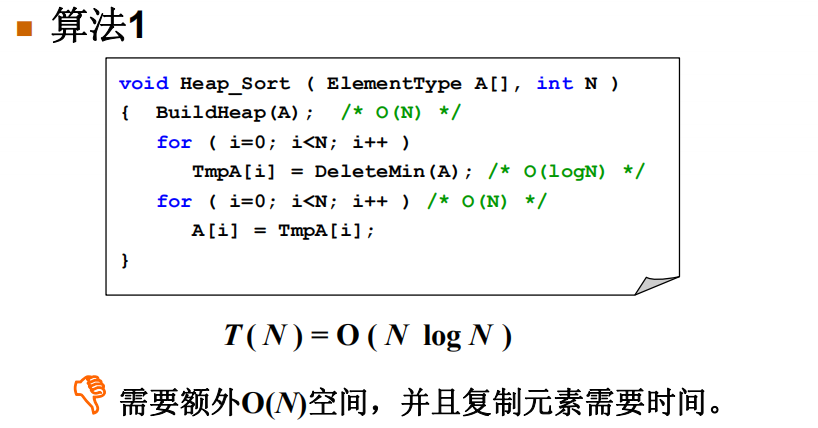 算法1
void Heap_Sort ( ElementType A[], int N )
{ BuildHeap(A); /* O(N) */
for ( i=0; i<N; i++ )
TmpA[i] = DeleteMin(A); /* O(logN) */
for ( i=0; i<N; i++ ) /* O(N) */
A[i] = TmpA[i];
}
T ( N ) = O ( N log N )
需要额外O(N)空间，并且复制元素需要时间。